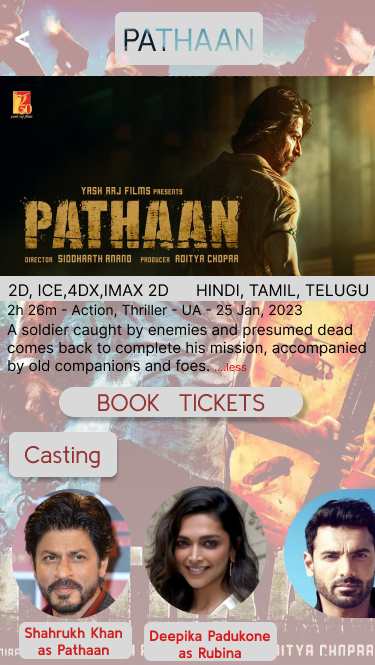 <
PATHAAN
50
YASH RAJ FILMS PRESENTS
PATHAAN
DIRECTOR SIDDHARTH ANAND PRODUCER ADITYA CHOPRA
2D, ICE,4DX,IMAX 2D HINDI, TAMIL, TELUGU
2h 26m - Action, Thriller - UA - 25 Jan, 2023
A soldier caught by enemies and presumed dead
comes back to complete his mission, accompanied
by old companions and foes. ....less
BOOK TICKETS
Casting
Shahrukh Khan
as Pathaan
Deepika Padukone
as Rubina
ADITYA CHOPRA